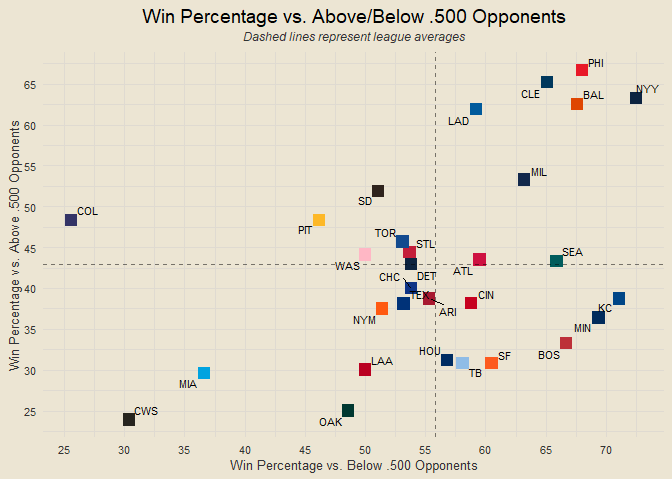 Win Percentage vs. Above/Below .500 Opponents
Dashed lines represent league averages
Win Percentage vs. Above .500 Opponents
65
60
55
50
45
40
35
30
25
PHI
CLE
NYY
BAL
LAD
MIL
SD
COL
PIT
TOR
STL
WAS
SEA
ATL
DET
CHC
TEX
CIN
KC
ARI
NYM
MIN
HOU
BOS
SF
LAA
TB
MIA
CWS
OAK
25 30 35 40 45 50 55 60 65 70
Win Percentage vs. Below .500 Opponents